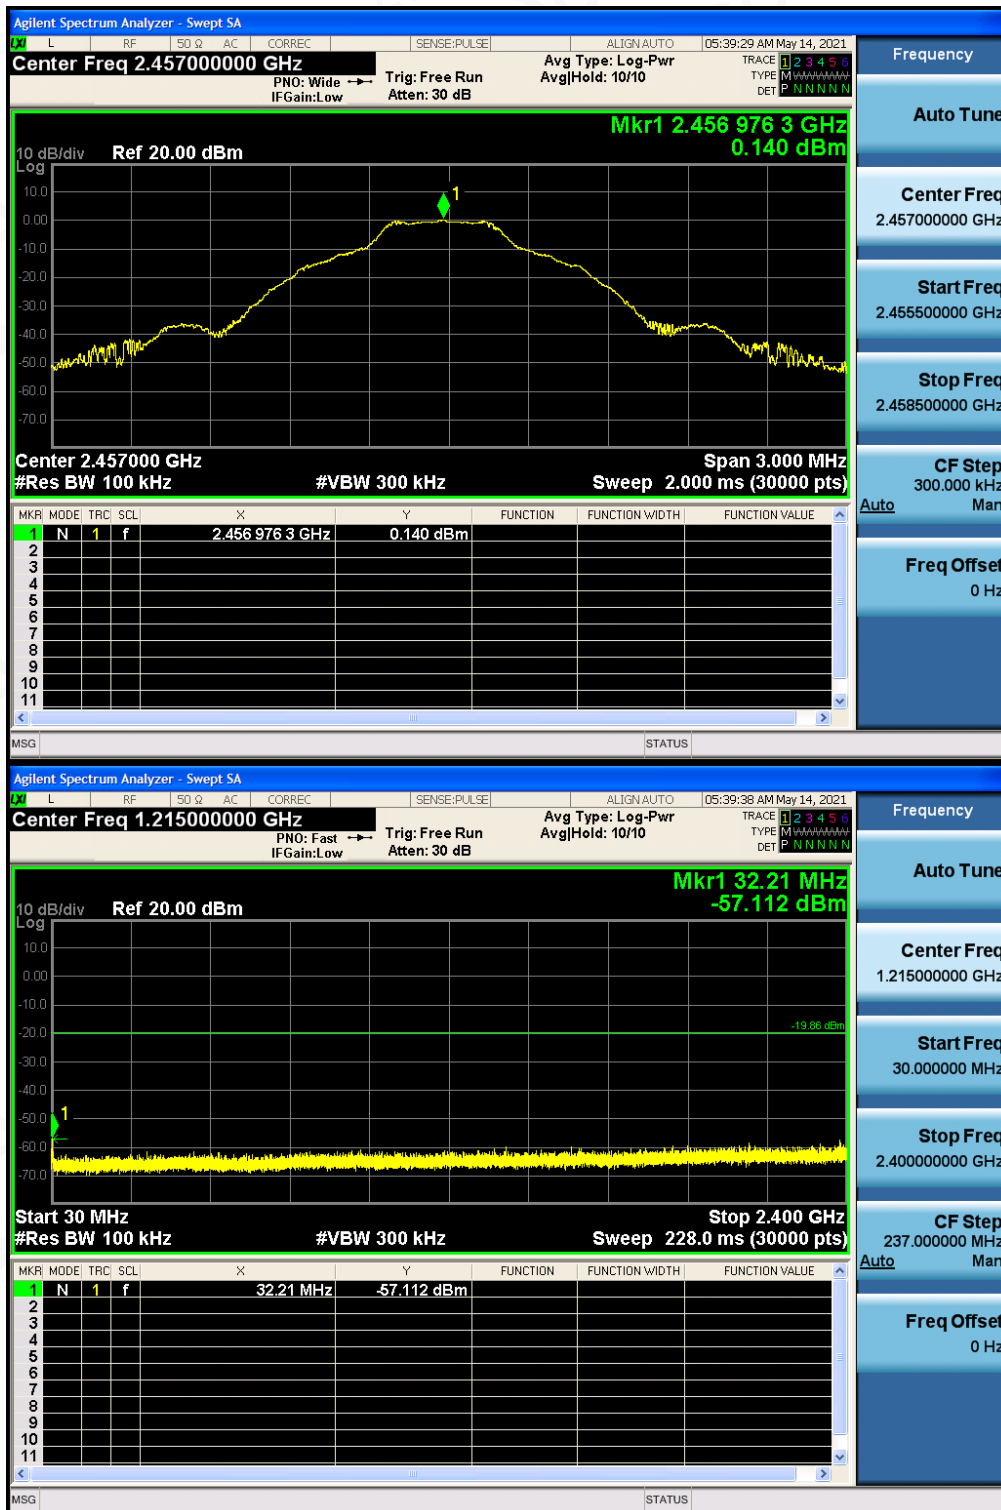 Agilent Spectrum Analyzer - Swept SA
LXI L RF 50 Ω AC CORREC SENSE:PULSE ALIGN AUTO 05:39:29 AM May 14, 2021
Center Freq 2.457000000 GHz
PNO: Wide
IFGain:Low
Trig: Free Run
Atten: 30 dB
Avg Type: Log-Pwr
Avg|Hold: 10/10
TRACE 1 2 3 4 5 6
TYPE M
DET P N N N N N
Mkr1 2.456 976 3 GHz
0.140 dBm
10 dB/div Ref 20.00 dBm
Log
10.0
0.00
-10.0
-20.0
-30.0
-40.0
-50.0
-60.0
-70.0
1
Center 2.457000 GHz Span 3.000 MHz
#Res BW 100 kHz #VBW 300 kHz Sweep 2.000 ms (30000 pts)
MKR MODE TRC SCL X Y FUNCTION FUNCTION WIDTH FUNCTION VALUE
1 N 1 f 2.456 976 3 GHz 0.140 dBm
2
3
4
5
6
7
8
9
10
11
MSG STATUS
Frequency
Auto Tune
Center Freq
2.457000000 GHz
Start Freq
2.455500000 GHz
Stop Freq
2.458500000 GHz
CF Step
300.000 kHz
Auto Man
Freq Offset
0 Hz
Agilent Spectrum Analyzer - Swept SA
LXI L RF 50 Ω AC CORREC SENSE:PULSE ALIGN AUTO 05:39:38 AM May 14, 2021
Center Freq 1.215000000 GHz
PNO: Fast
IFGain:Low
Trig: Free Run
Atten: 30 dB
Avg Type: Log-Pwr
Avg|Hold: 10/10
TRACE 1 2 3 4 5 6
TYPE M
DET P N N N N N
Mkr1 32.21 MHz
-57.112 dBm
10 dB/div Ref 20.00 dBm
Log
10.0
0.00
-10.0
-20.0
-30.0
-40.0
-50.0
-60.0
-70.0
-19.86 dBm
1
Start 30 MHz Stop 2.400 GHz
#Res BW 100 kHz #VBW 300 kHz Sweep 228.0 ms (30000 pts)
MKR MODE TRC SCL X Y FUNCTION FUNCTION WIDTH FUNCTION VALUE
1 N 1 f 32.21 MHz -57.112 dBm
2
3
4
5
6
7
8
9
10
11
MSG STATUS
Frequency
Auto Tune
Center Freq
1.215000000 GHz
Start Freq
30.000000 MHz
Stop Freq
2.400000000 GHz
CF Step
237.000000 MHz
Auto Man
Freq Offset
0 Hz